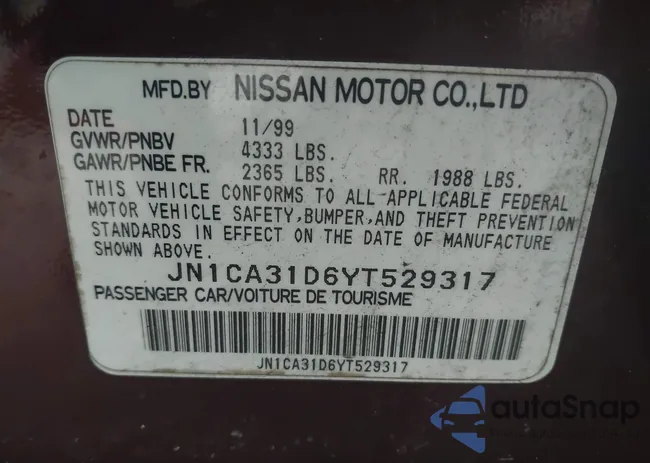 MFD.BY NISSAN MOTOR CO.,LTD
DATE 11/99
GVWR/PNBV 4333 LBS.
GAWR/PNBE FR. 2365 LBS. RR. 1988 LBS.
THIS VEHICLE CONFORMS TO ALL APPLICABLE FEDERAL
MOTOR VEHICLE SAFETY,BUMPER,AND THEFT PREVENTION
STANDARDS IN EFFECT ON THE DATE OF MANUFACTURE
SHOWN ABOVE.
JN1CA31D6YT529317
PASSENGER CAR/VOITURE DE TOURISME
JN1CA31D6YT529317
autoSnap